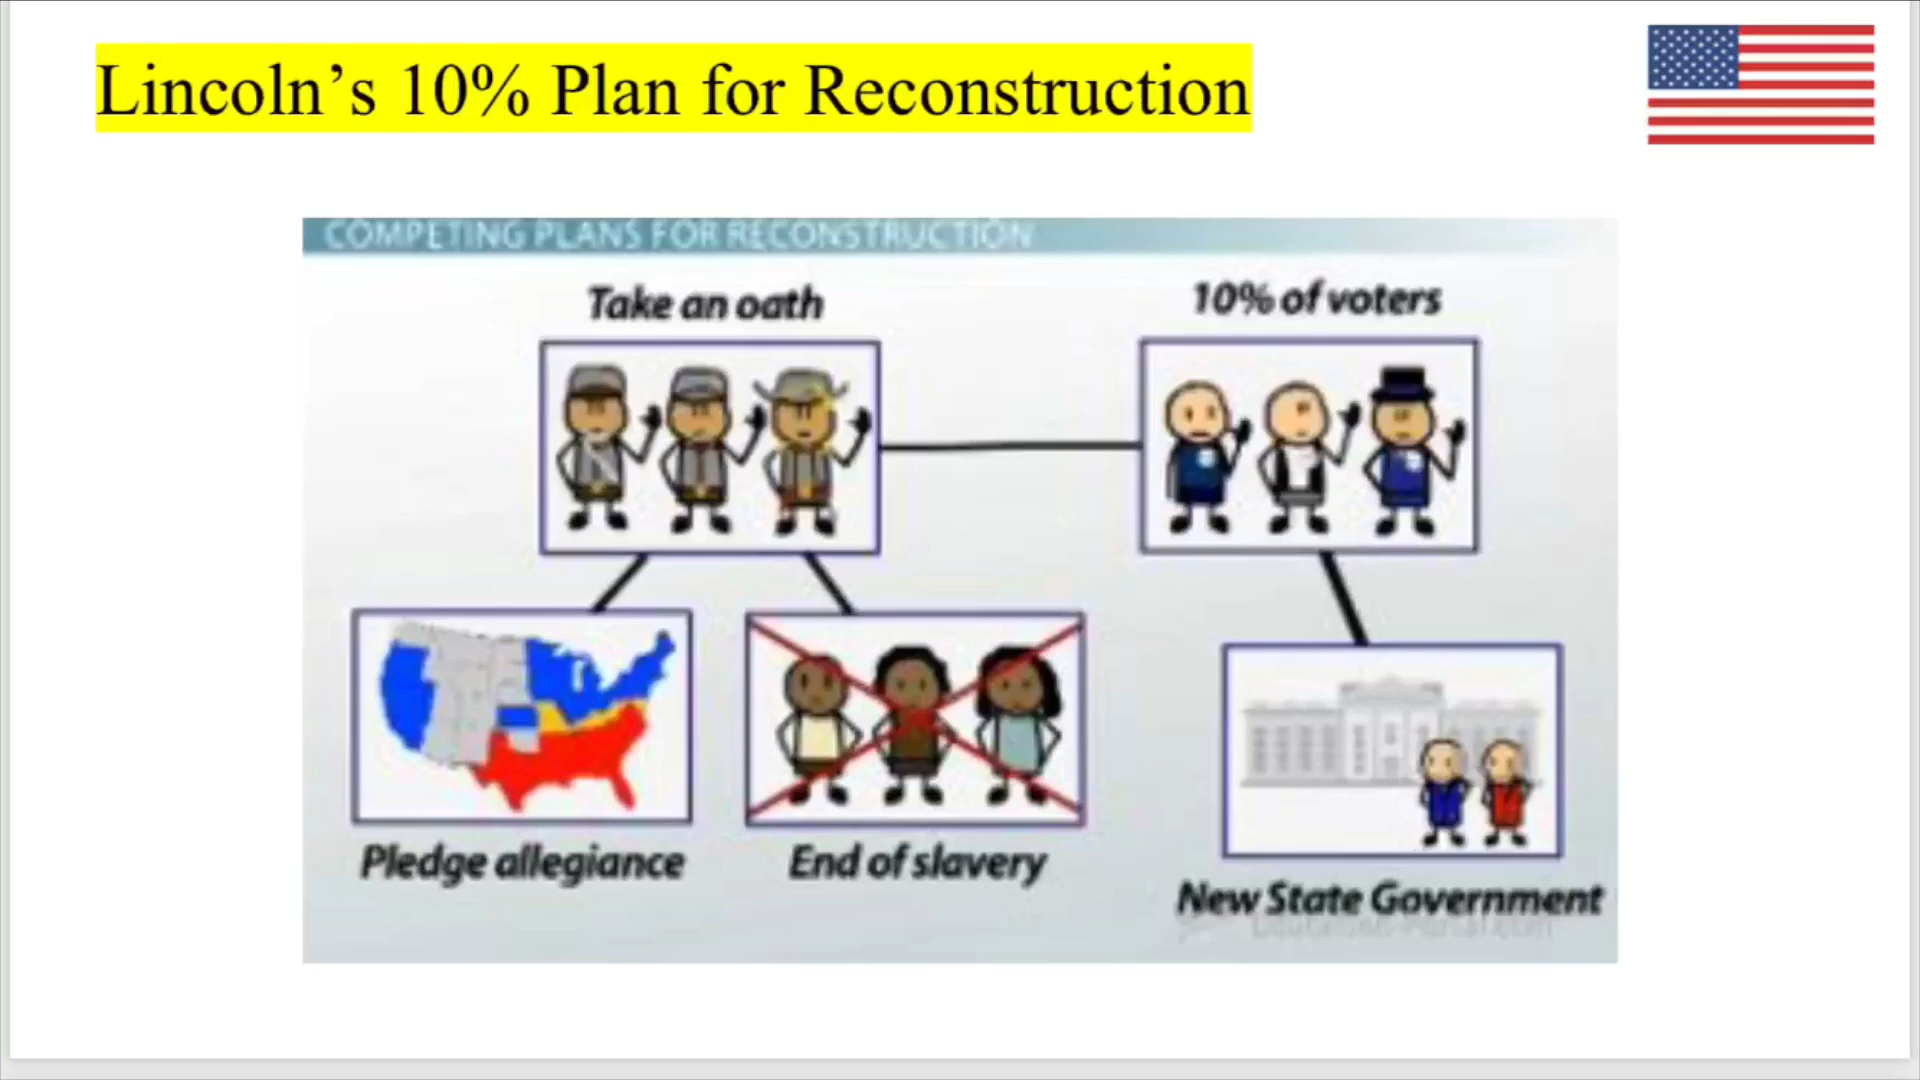 Lincoln’s 10% Plan for Reconstruction
COMPETING PLANS FOR RECONSTRUCTION
Take an oath
10% of voters
Pledge allegiance
End of slavery
New State Government